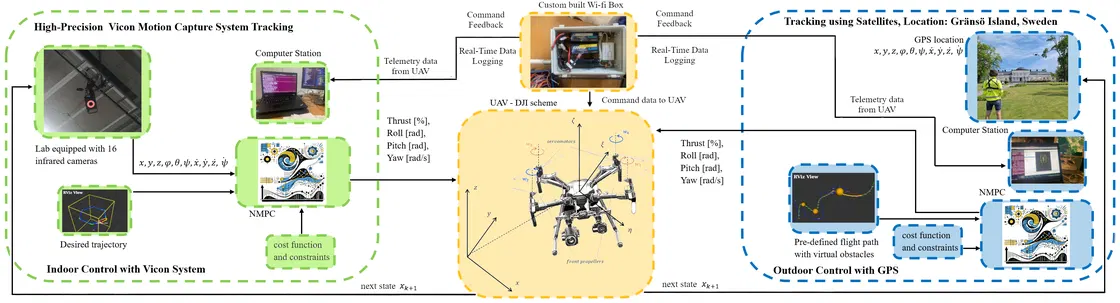 High-Precision Vicon Motion Capture System Tracking
Computer Station
Lab equipped with 16
infrared cameras
x, y, z, φ, θ, ψ, ẋ, ẏ, ż, ψ̇
RViz View
Desired trajectory
NMPC
cost function
and constraints
Indoor Control with Vicon System
Telemetry data
from UAV
Thrust [%],
Roll [rad],
Pitch [rad],
Yaw [rad/s]
Command
Feedback
Real-Time Data
Logging
Custom built Wi-fi Box
Command
Feedback
Real-Time Data
Logging
Command data to UAV
UAV - DJI scheme
ζ
servomotors
ξ
z
y
x
η
front propellers
next state x_{k+1}
next state x_{k+1}
Thrust [%],
Roll [rad],
Pitch [rad],
Yaw [rad/s]
Tracking using Satellites, Location: Gränsö Island, Sweden
GPS location
x, y, z, φ, θ, ψ, ẋ, ẏ, ż, ψ̇
Telemetry data
from UAV
Computer Station
RViz View
Pre-defined flight path
with virtual obstacles
NMPC
cost function
and constraints
Outdoor Control with GPS